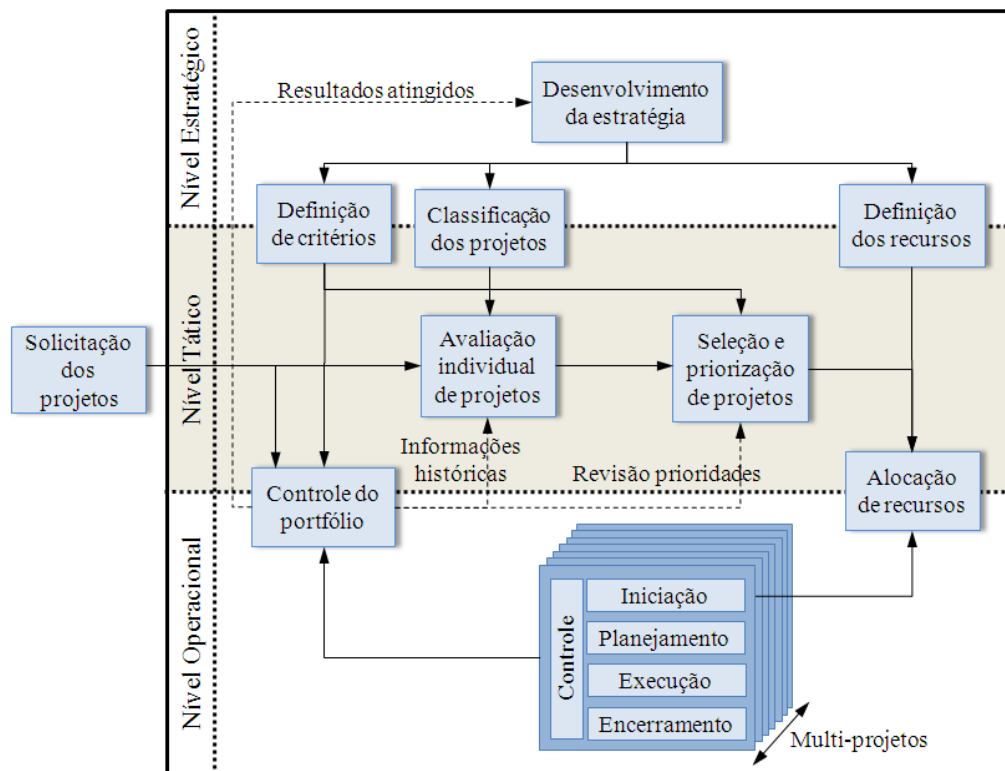 Nível Estratégico
Resultados atingidos
Desenvolvimento
da estratégia
Definição
de critérios
Classificação
dos projetos
Definição
dos recursos
Nível Tático
Solicitação
dos
projetos
Avaliação
individual
de projetos
Seleção e
priorização
de projetos
Informações
históricas
Revisão prioridades
Controle do
portfólio
Alocação
de recursos
Nível Operacional
Controle
Iniciação
Planejamento
Execução
Encerramento
Multi-projetos